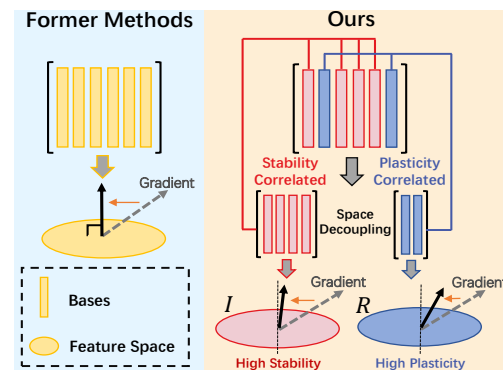 Former Methods
Gradient
Bases
Feature Space
Ours
Stability
Correlated
Plasticity
Correlated
Space
Decoupling
I
Gradient
High Stability
R
Gradient
High Plasticity